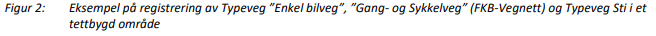 Figur 2: Eksempel på registrering av Typeveg ”Enkel bilveg”, ”Gang- og Sykkelveg” (FKB-Vegnett) og Typeveg Sti i et
tettbygd område